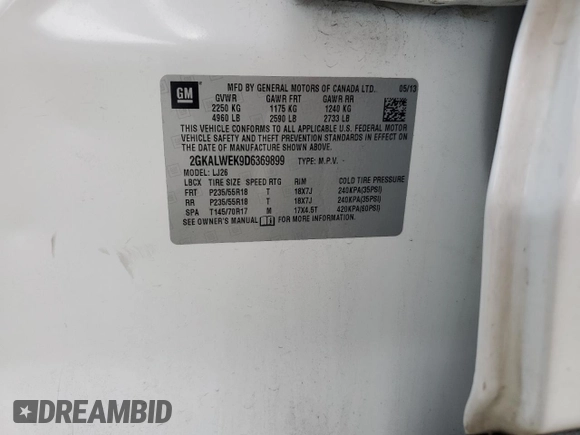 GM
MFD BY GENERAL MOTORS OF CANADA LTD. 05/13
GVWR GAWR FRT GAWR RR
2250 KG 1175 KG 1240 KG
4960 LB 2590 LB 2733 LB
THIS VEHICLE CONFORMS TO ALL APPLICABLE U.S. FEDERAL MOTOR
VEHICLE SAFETY AND THEFT PREVENTION STANDARDS IN EFFECT ON
THE DATE OF MANUFACTURE SHOWN ABOVE.
2GKALWEK9D6369899 TYPE: M.P.V.
MODEL: LJ26
LBCX TIRE SIZE SPEED RTG RIM COLD TIRE PRESSURE
FRT P235/55R18 T 18X7J 240KPA(35PSI)
RR P235/55R18 T 18X7J 240KPA(35PSI)
SPA T145/70R17 M 17X4.5T 420KPA(60PSI)
SEE OWNER'S MANUAL FOR MORE INFORMATION.
DREAMBID